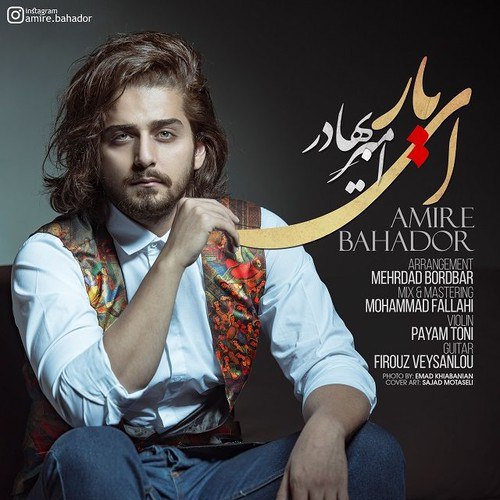 Instagram
amire.bahador
ای یار
امیر بهادر
AMIRE
BAHADOR
ARRANGEMENT
MEHRDAD BORDBAR
MIX & MASTERING
MOHAMMAD FALLAHI
VIOLIN
PAYAM TONI
GUITAR
FIROUZ VEYSANLOU
PHOTO BY: EMAD KHIABANIAN
COVER ART: SAJAD MOTASELI